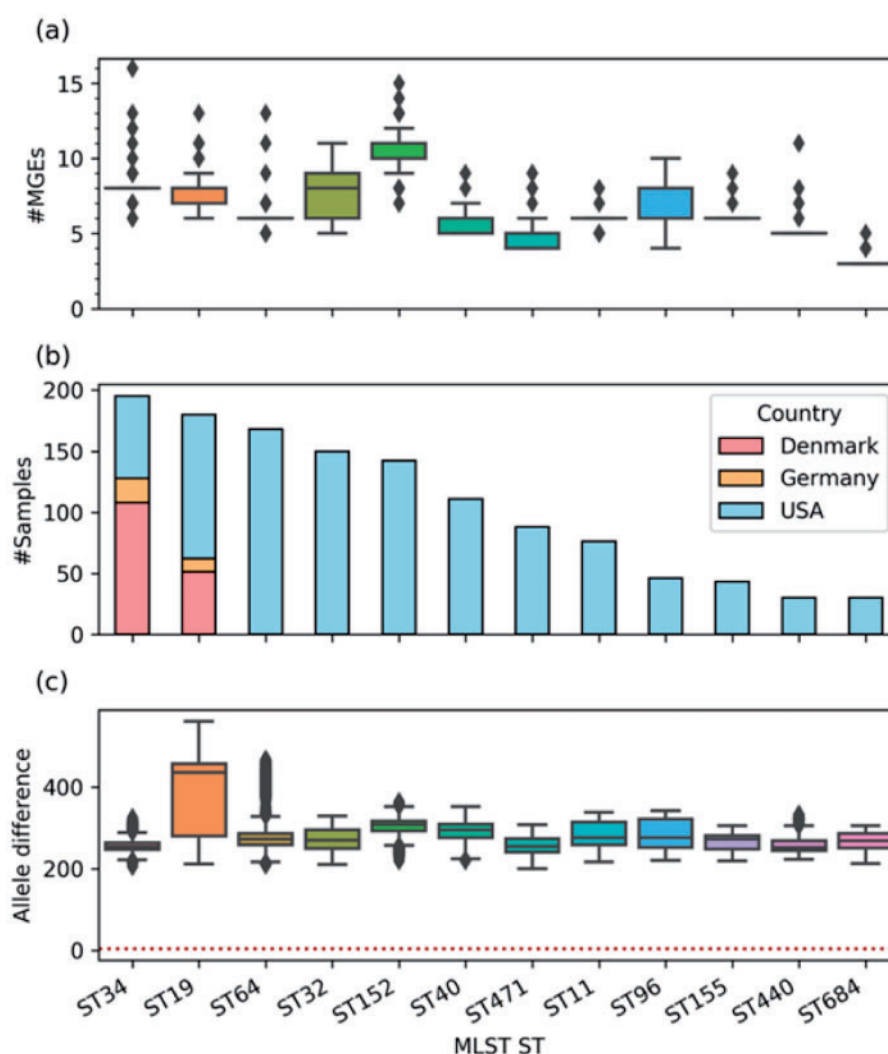 (a)
#MGEs
15
10
5
0
(b)
#Samples
200
150
100
50
0
Country
Denmark
Germany
USA
(c)
Allele difference
400
200
0
ST34
ST19
ST64
ST32
ST152
ST40
ST471
ST11
ST96
ST155
ST440
ST684
MLST ST